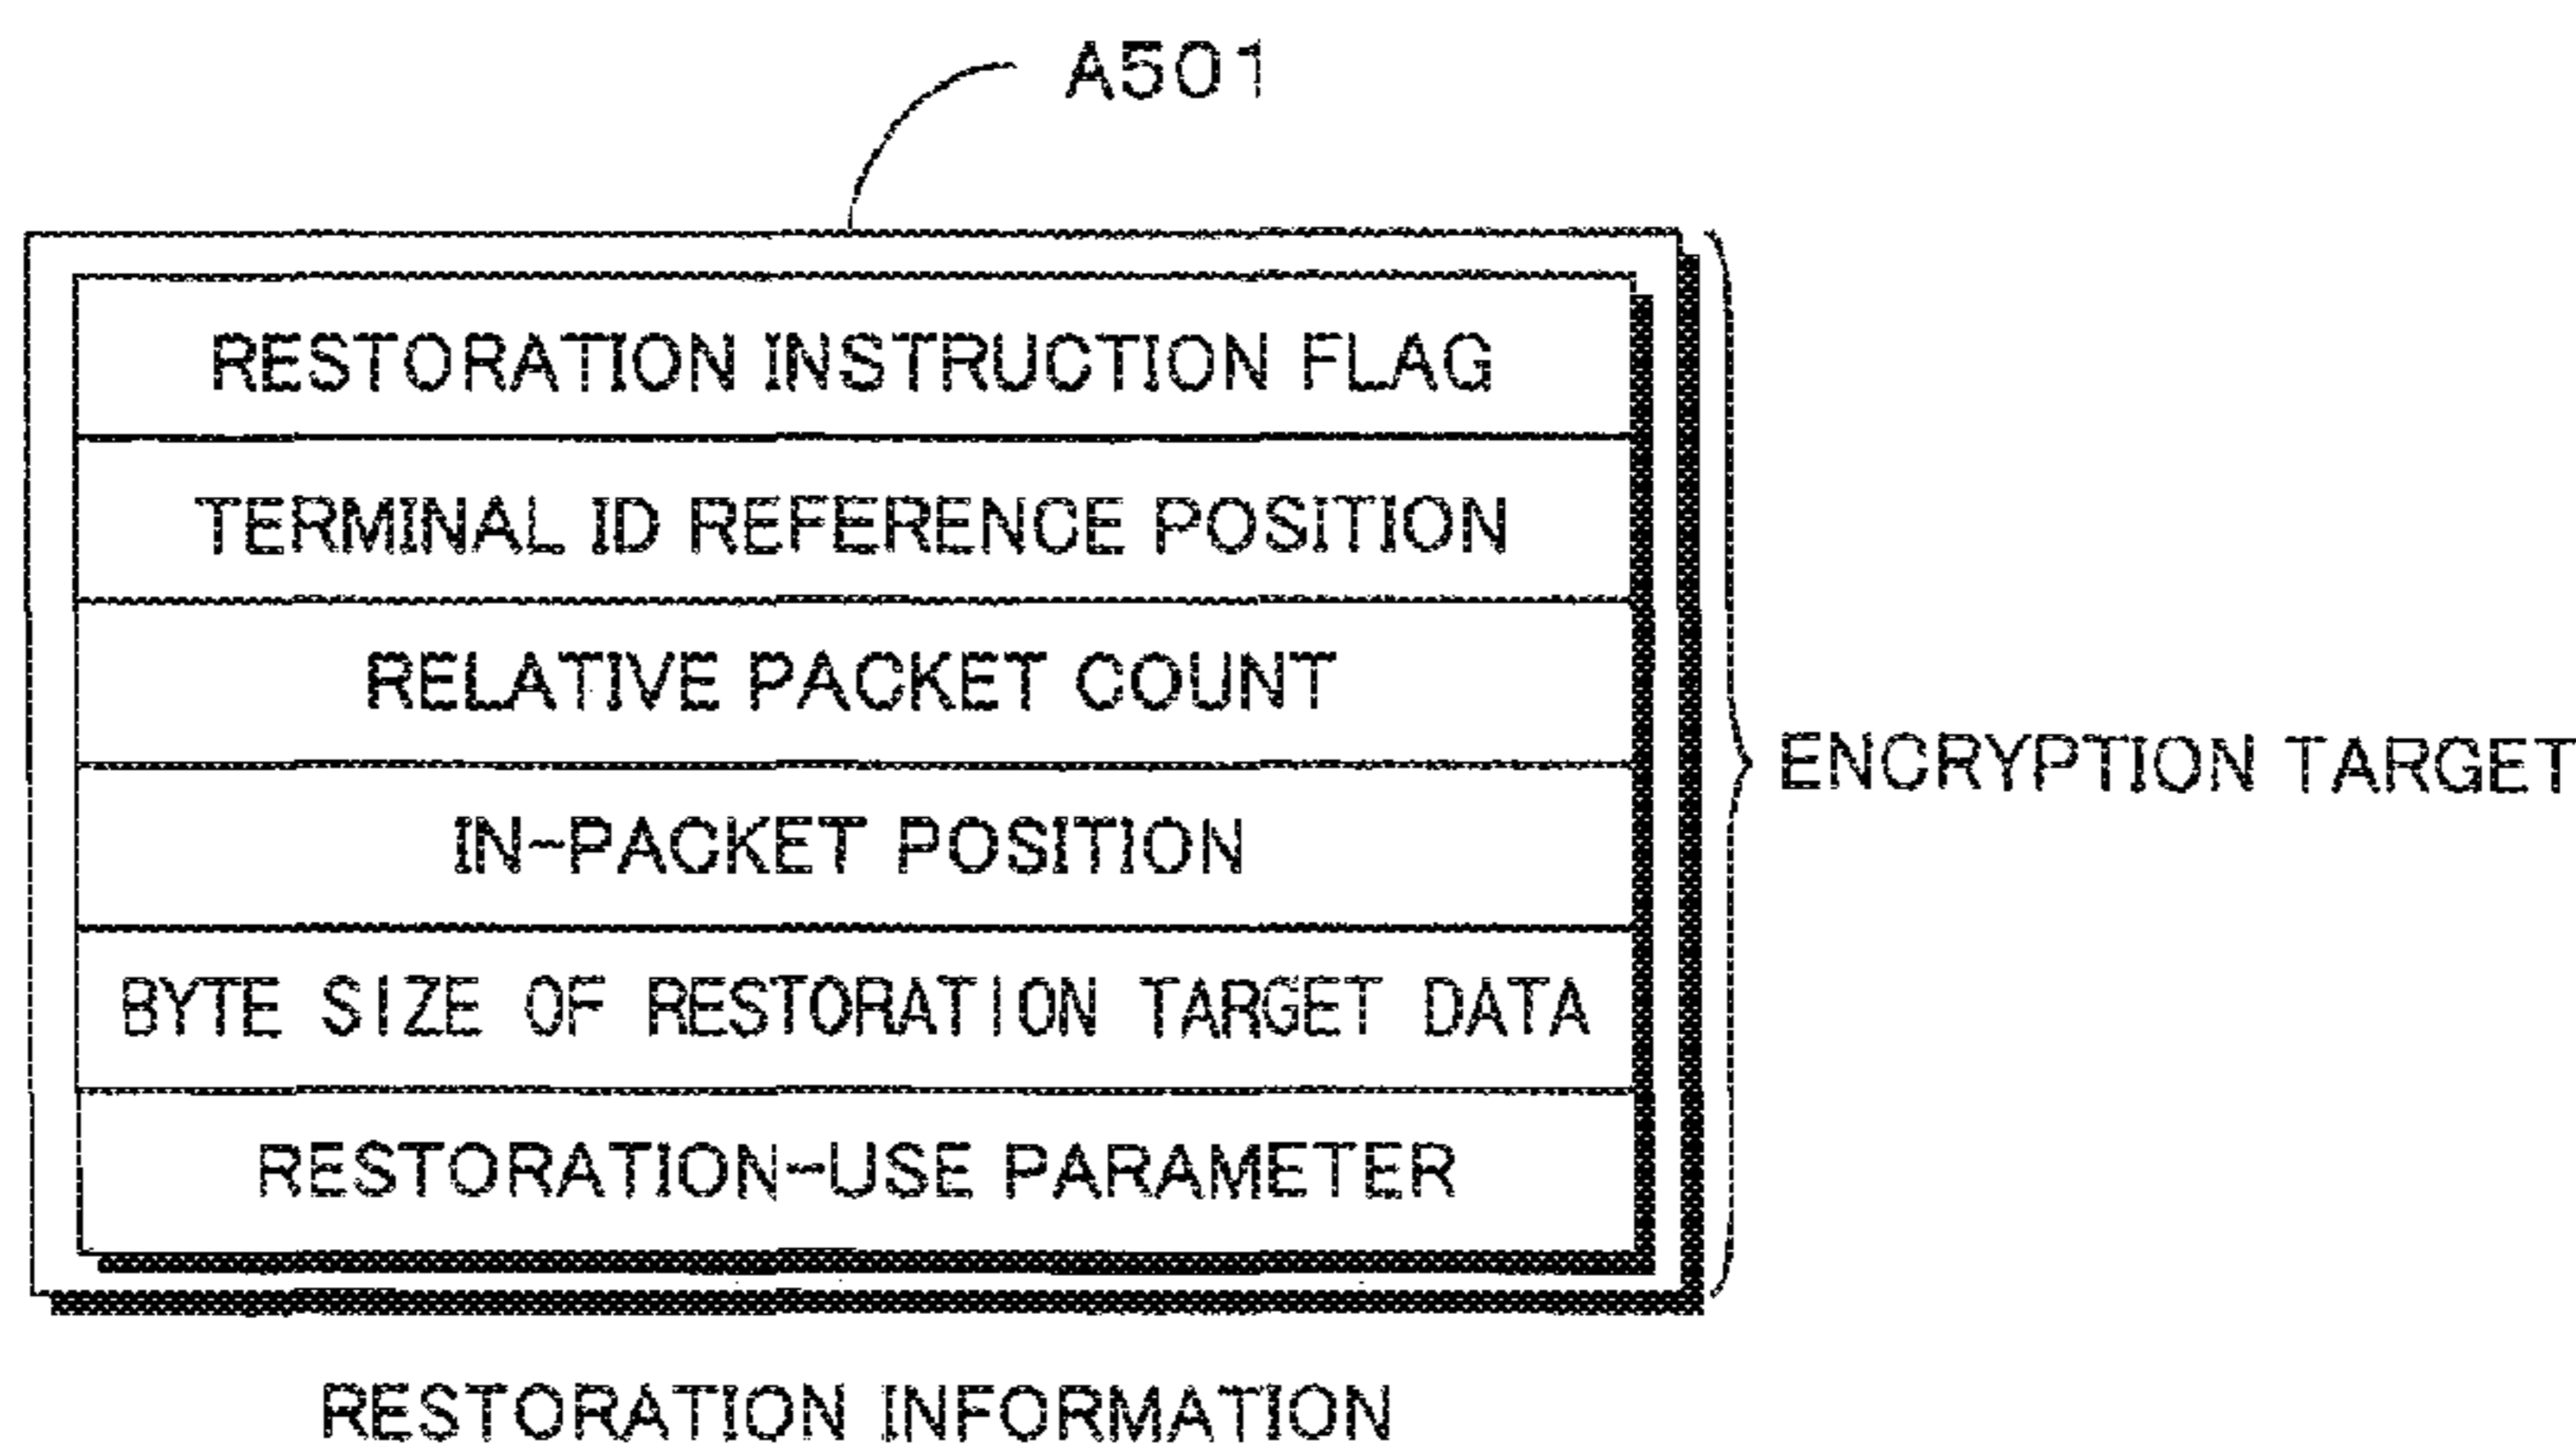 A501
RESTORATION INSTRUCTION FLAG
TERMINAL ID REFERENCE POSITION
RELATIVE PACKET COUNT
IN-PACKET POSITION
ENCRYPTION TARGET
BYTE SIZE OF RESTORATION TARGET DATA
RESTORATION-USE PARAMETER
RESTORATION INFORMATION